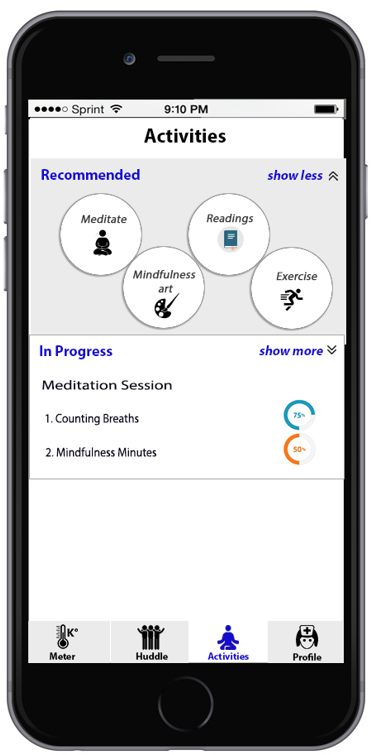 Sprint 9:10 PM
Activities
Recommended show less
Meditate
Readings
Mindfulness
art
Exercise
In Progress show more
Meditation Session
1. Counting Breaths 75%
2. Mindfulness Minutes 50%
K°
Meter Huddle Activities Profile